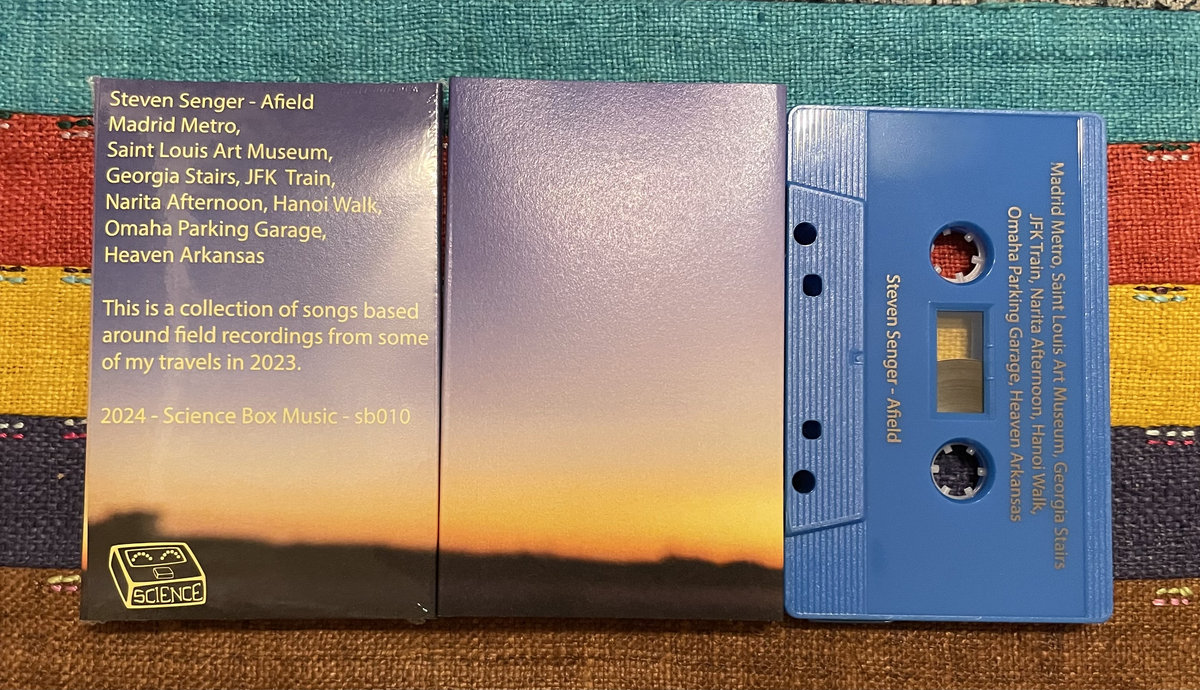 Steven Senger - Afield
Madrid Metro,
Saint Louis Art Museum,
Georgia Stairs, JFK Train,
Narita Afternoon, Hanoi Walk,
Omaha Parking Garage,
Heaven Arkansas
This is a collection of songs based
around field recordings from some
of my travels in 2023.
2024 - Science Box Music - sb010
SCIENCE
Madrid Metro, Saint Louis Art Museum, Georgia Stairs
JFK Train, Narita Afternoon, Hanoi Walk,
Omaha Parking Garage, Heaven Arkansas
Steven Senger - Afield